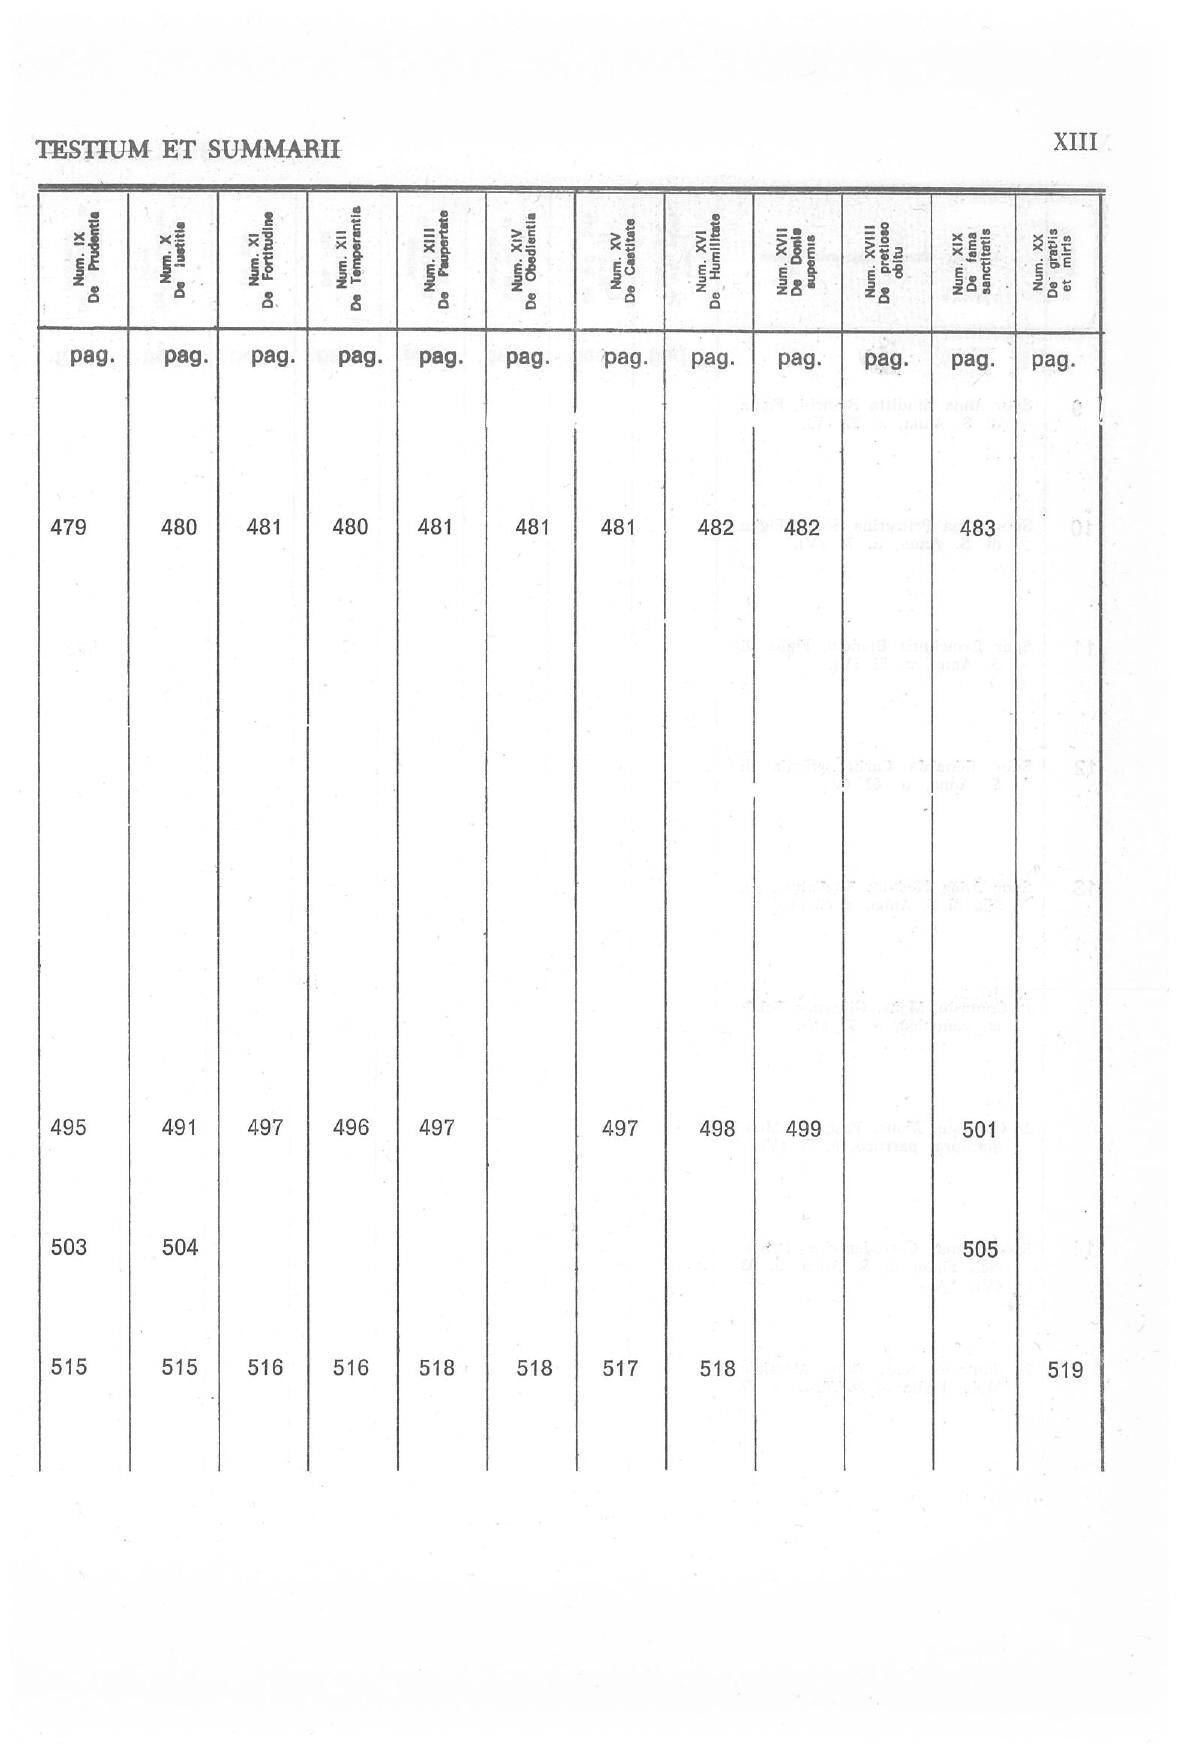 TESTIUM ET SUMMARII
XIII
Num. IX
De Prudentia
Num. X
De Iustitia
Num. XI
De Fortitudine
Num. XII
De Temperantia
Num. XIII
De Paupertate
Num. XIV
De Obedientia
Num. XV
De Castitate
Num. XVI
De Humilitate
Num. XVII
De Donis
supernis
Num. XVIII
De pretioso
obitu
Num. XIX
De fama
sanctitatis
Num. XX
De gratiis
et miris
pag. pag. pag. pag. pag. pag. pag. pag. pag. pag. pag. pag.
479 480 481 480 481 481 481 482 482 483
495 491 497 496 497 497 498 499 501
503 504 505
515 515 516 516 518 518 517 518 519